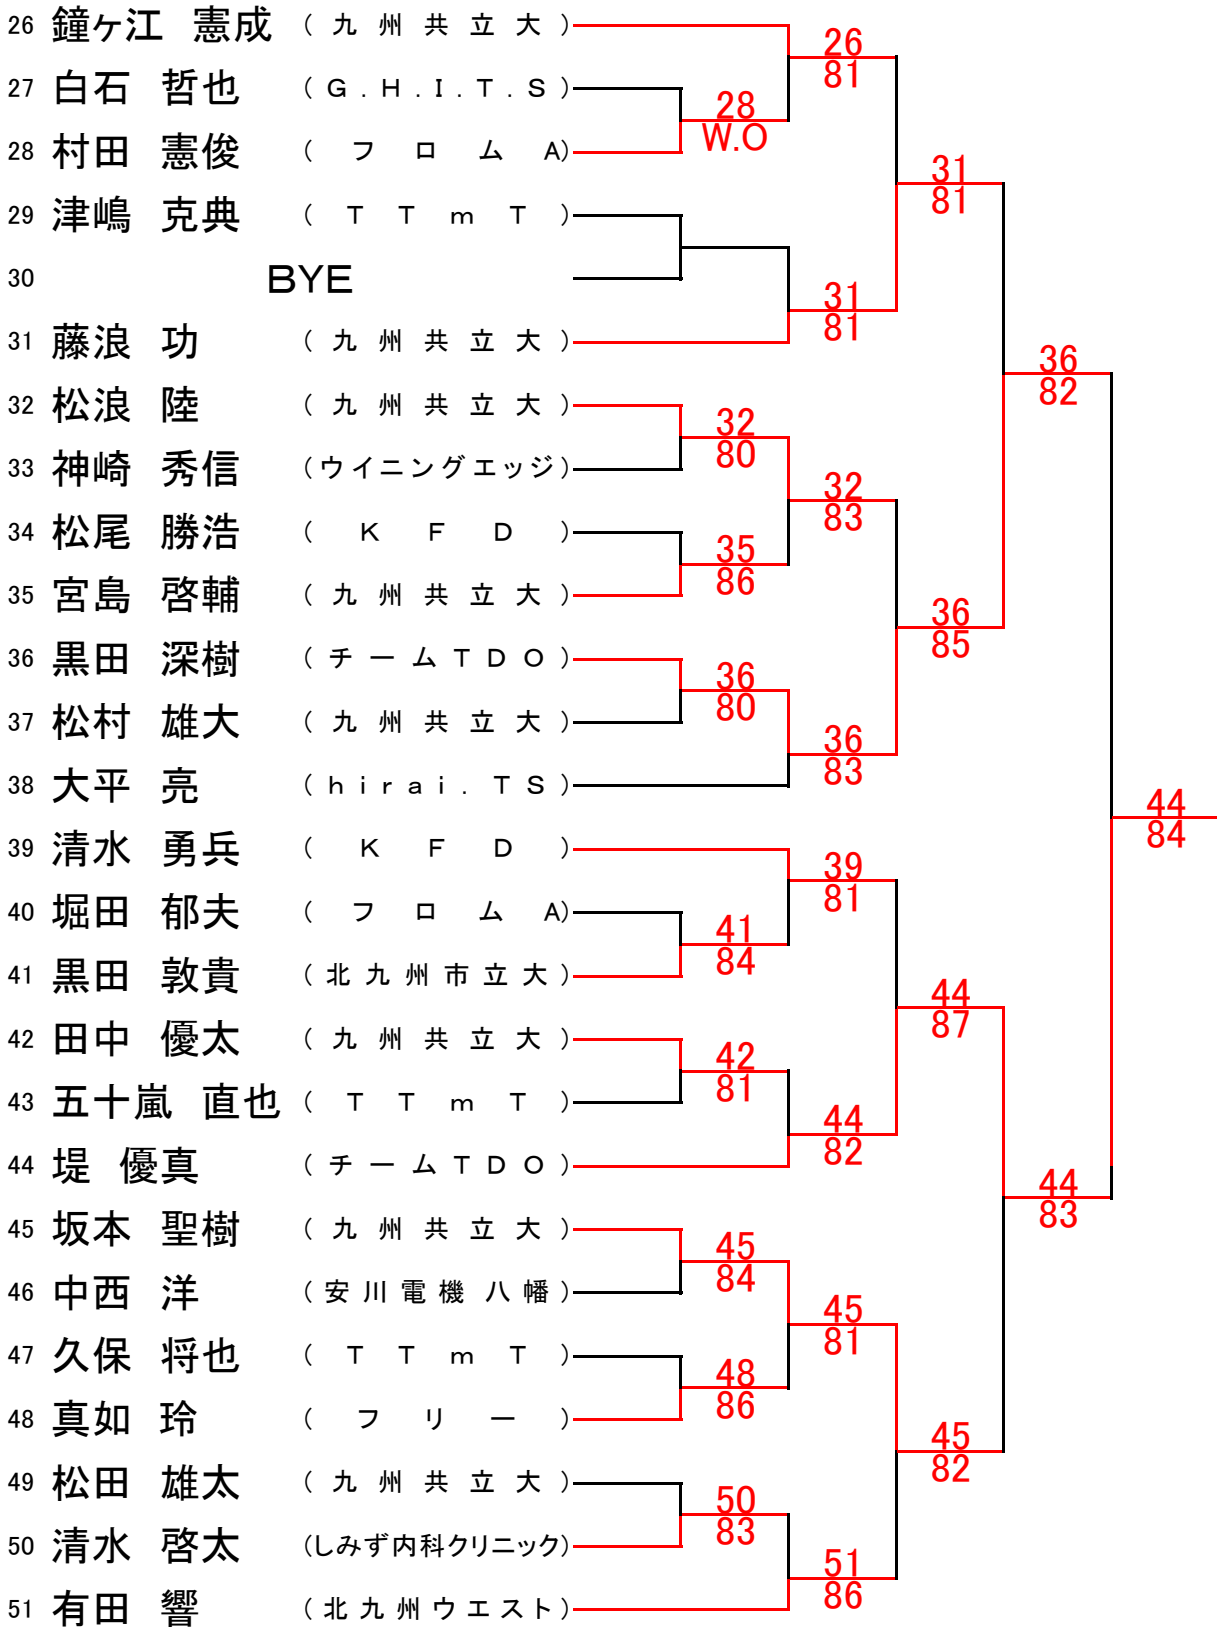 26 鐘ヶ江 憲成 (九州共立大)
27 白石 哲也 (G.H.I.T.S)
28 村田 憲俊 (フロムA)
29 津嶋 克典 (TTmT)
30 BYE
31 藤浪 功 (九州共立大)
32 松浪 陸 (九州共立大)
33 神崎 秀信 (ウイニングエッジ)
34 松尾 勝浩 (KFD)
35 宮島 啓輔 (九州共立大)
36 黒田 深樹 (チームTDO)
37 松村 雄大 (九州共立大)
38 大平 亮 (hirai.TS)
39 清水 勇兵 (KFD)
40 堀田 郁夫 (フロムA)
41 黒田 敦貴 (北九州市立大)
42 田中 優太 (九州共立大)
43 五十嵐 直也 (TTmT)
44 堤 優真 (チームTDO)
45 坂本 聖樹 (九州共立大)
46 中西 洋 (安川電機八幡)
47 久保 将也 (TTmT)
48 真如 玲 (フリー)
49 松田 雄太 (九州共立大)
50 清水 啓太 (しみず内科クリニック)
51 有田 響 (北九州ウエスト)
28
W.O
32
80
35
86
36
80
41
84
42
81
45
84
48
86
50
83
26
81
31
81
32
83
36
83
39
81
44
82
45
81
51
86
31
81
36
85
44
87
45
82
36
82
44
83
44
84